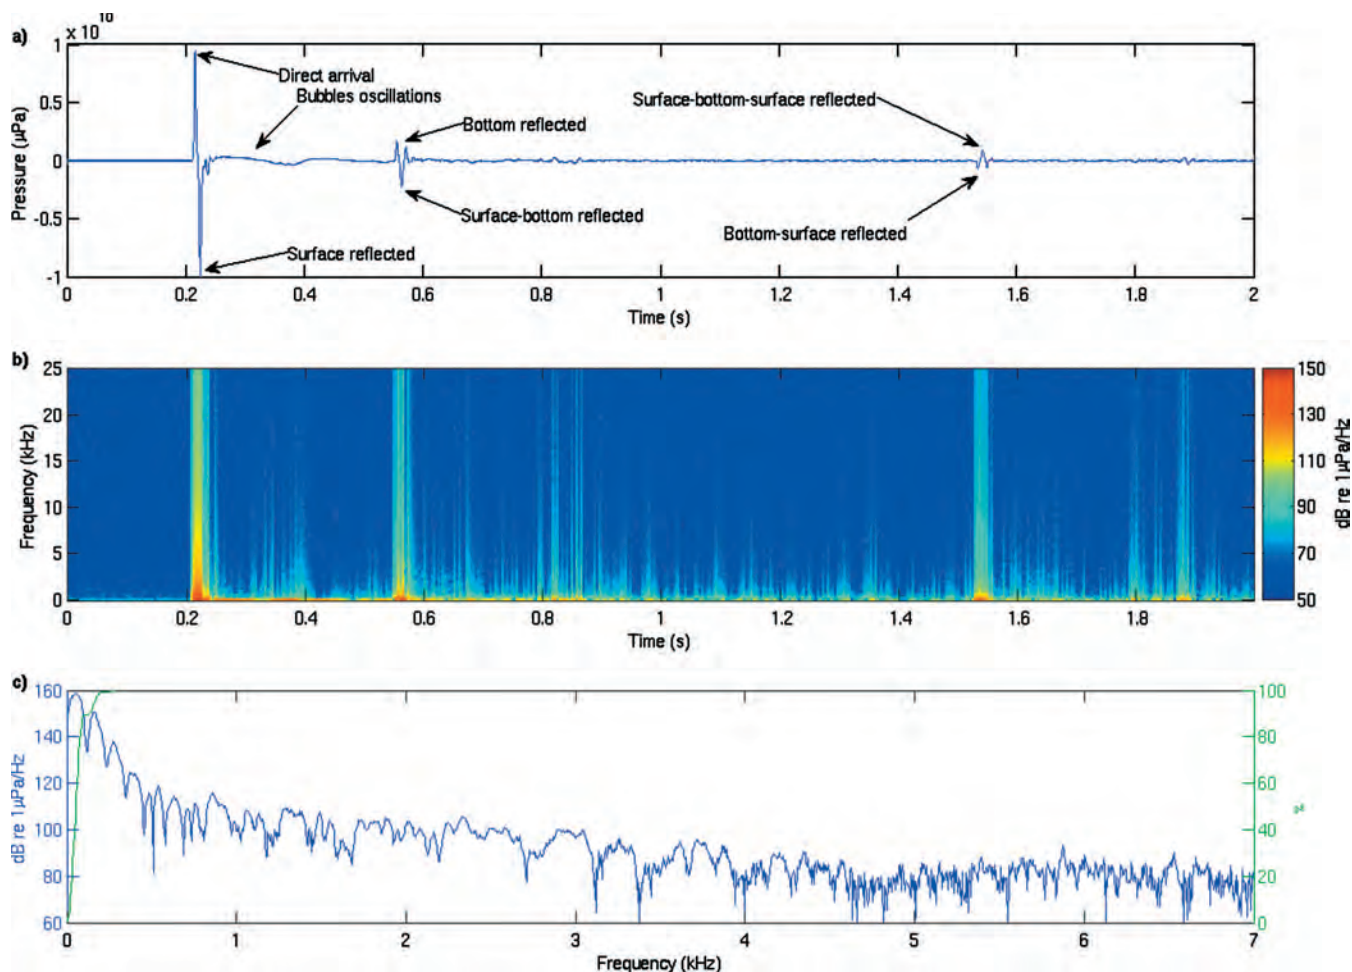 x 10
10
a)
1
0.5
0
-0.5
-1
Pressure (µPa)
Direct arrival
Bubbles oscillations
Bottom reflected
Surface-bottom-surface reflected
Surface-bottom reflected
Bottom-surface reflected
Surface reflected
0 0.2 0.4 0.6 0.8 1 1.2 1.4 1.6 1.8 2
Time (s)
b)
25
20
15
10
5
0
Frequency (kHz)
0 0.2 0.4 0.6 0.8 1 1.2 1.4 1.6 1.8
Time (s)
150
130
110
90
70
50
dB re 1µPa/Hz
c)
160
140
120
100
80
60
dB re 1µPa/Hz
100
80
60
40
20
0
0 1 2 3 4 5 6 7
Frequency (kHz)